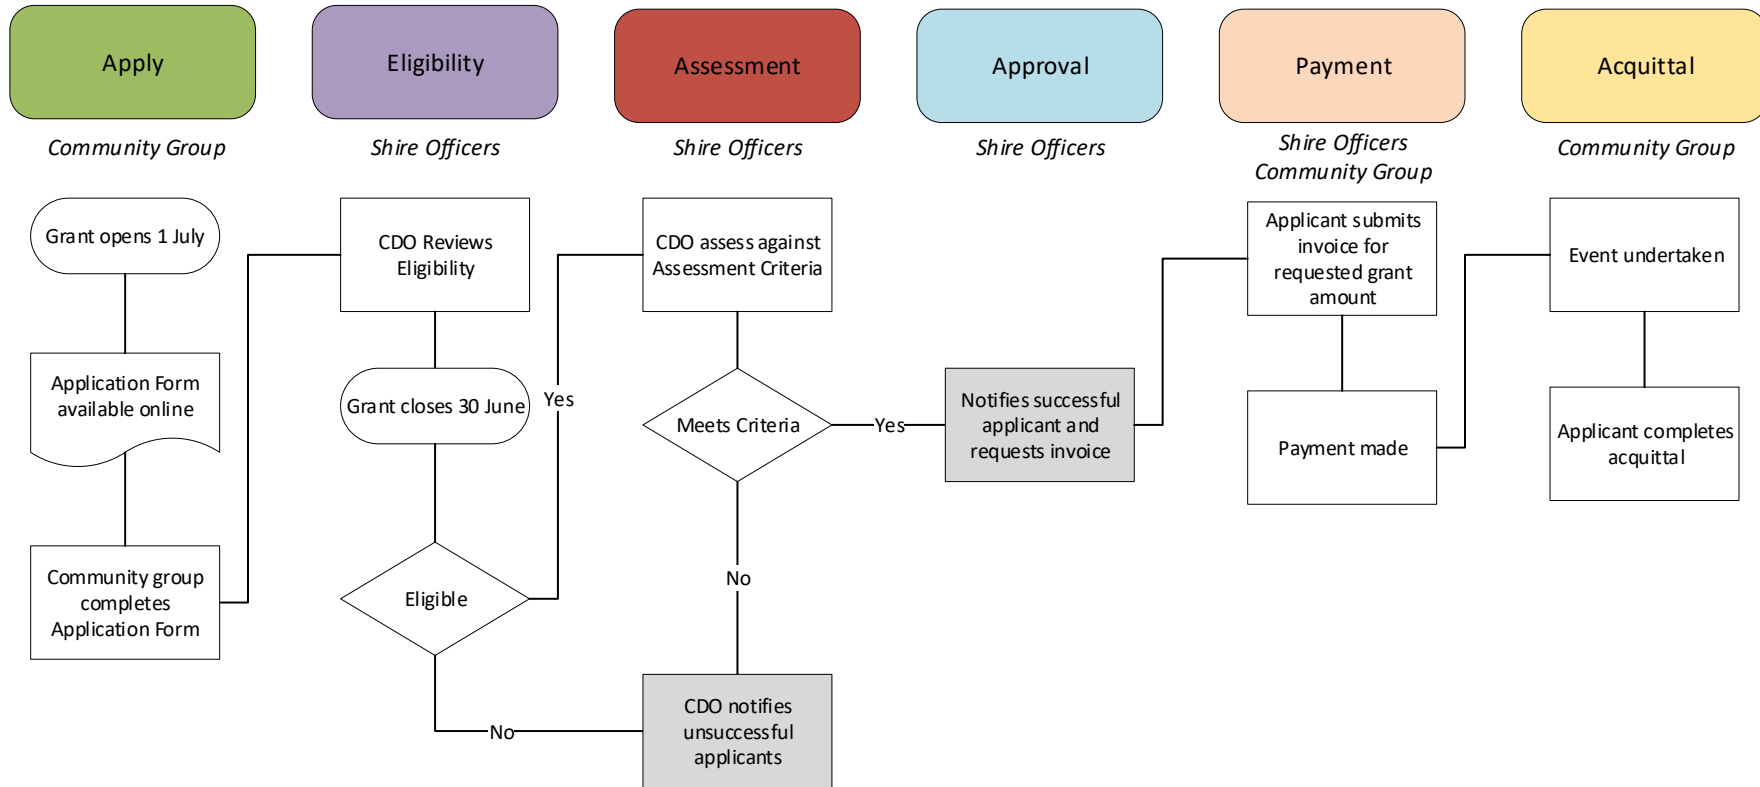 Apply
Eligibility
Assessment
Approval
Payment
Acquittal
Community Group
Shire Officers
Shire Officers
Shire Officers
Shire Officers
Community Group
Community Group
Grant opens 1 July
Application Form
available online
Community group
completes
Application Form
CDO Reviews
Eligibility
Grant closes 30 June
Eligible
Yes
No
CDO assess against
Assessment Criteria
Meets Criteria
Yes
No
CDO notifies
unsuccessful
applicants
Notifies successful
applicant and
requests invoice
Applicant submits
invoice for
requested grant
amount
Payment made
Event undertaken
Applicant completes
acquittal